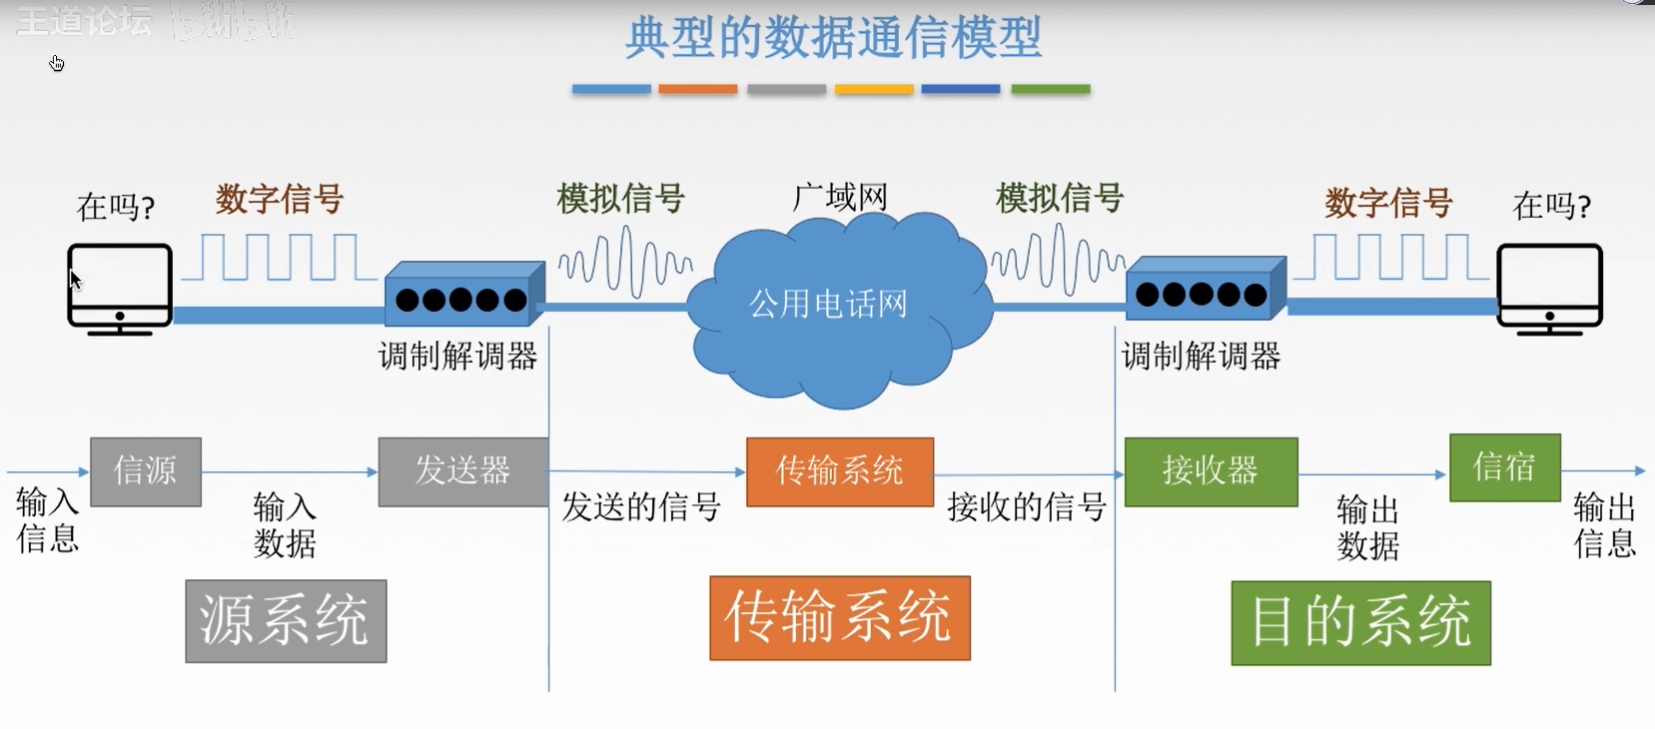 王道论坛 bilibili
典型的数据通信模型
在吗?
数字信号
模拟信号
广域网
模拟信号
数字信号
在吗?
公用电话网
调制解调器
调制解调器
信源
发送器
传输系统
接收器
信宿
输入
信息
输入
数据
发送的信号
接收的信号
输出
数据
输出
信息
源系统
传输系统
目的系统